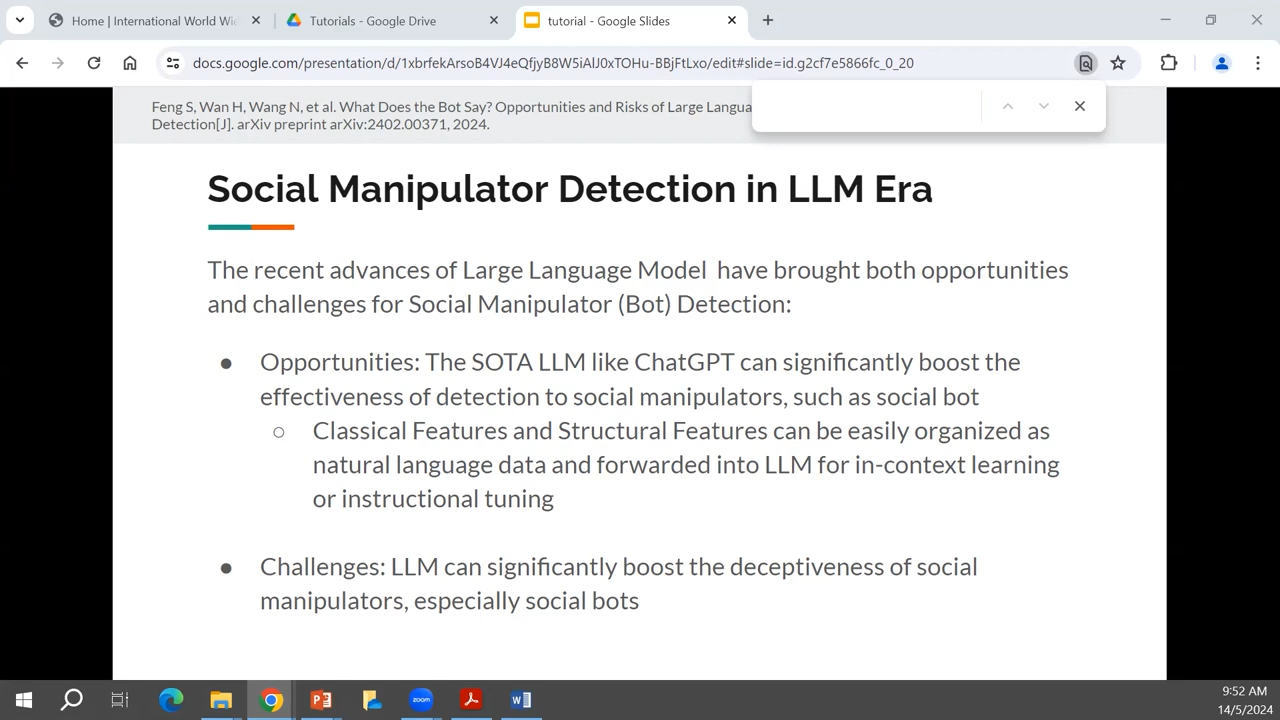 Home | International World Wi
Tutorials - Google Drive
tutorial - Google Slides
docs.google.com/presentation/d/1xbrfekArsB4VJ4eQfjyB8W5iAlJ0xTOHu-BBjFtLxo/edit#slide=id.g2cf7e5866fc_0_20
Feng S, Wan H, Wang N, et al. What Does the Bot Say? Opportunities and Risks of Large Langua
Detection[J]. arXiv preprint arXiv:2402.00371, 2024.
Social Manipulator Detection in LLM Era
The recent advances of Large Language Model have brought both opportunities
and challenges for Social Manipulator (Bot) Detection:
● Opportunities: The SOTA LLM like ChatGPT can significantly boost the
effectiveness of detection to social manipulators, such as social bot
○ Classical Features and Structural Features can be easily organized as
natural language data and forwarded into LLM for in-context learning
or instructional tuning
● Challenges: LLM can significantly boost the deceptiveness of social
manipulators, especially social bots
zoom
9:52 AM
14/5/2024